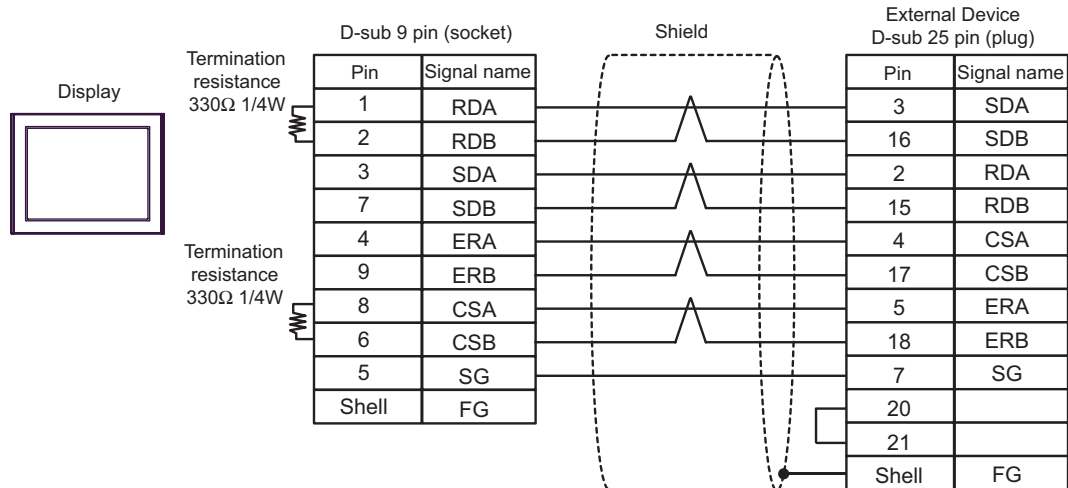 External Device
D-sub 9 pin (socket)
Shield
D-sub 25 pin (plug)
Termination
resistance
330Ω 1/4W
Display
Pin Signal name
1 RDA
2 RDB
3 SDA
7 SDB
4 ERA
9 ERB
8 CSA
6 CSB
5 SG
Shell FG
Termination
resistance
330Ω 1/4W
Pin Signal name
3 SDA
16 SDB
2 RDA
15 RDB
4 CSA
17 CSB
5 ERA
18 ERB
7 SG
20
21
Shell FG